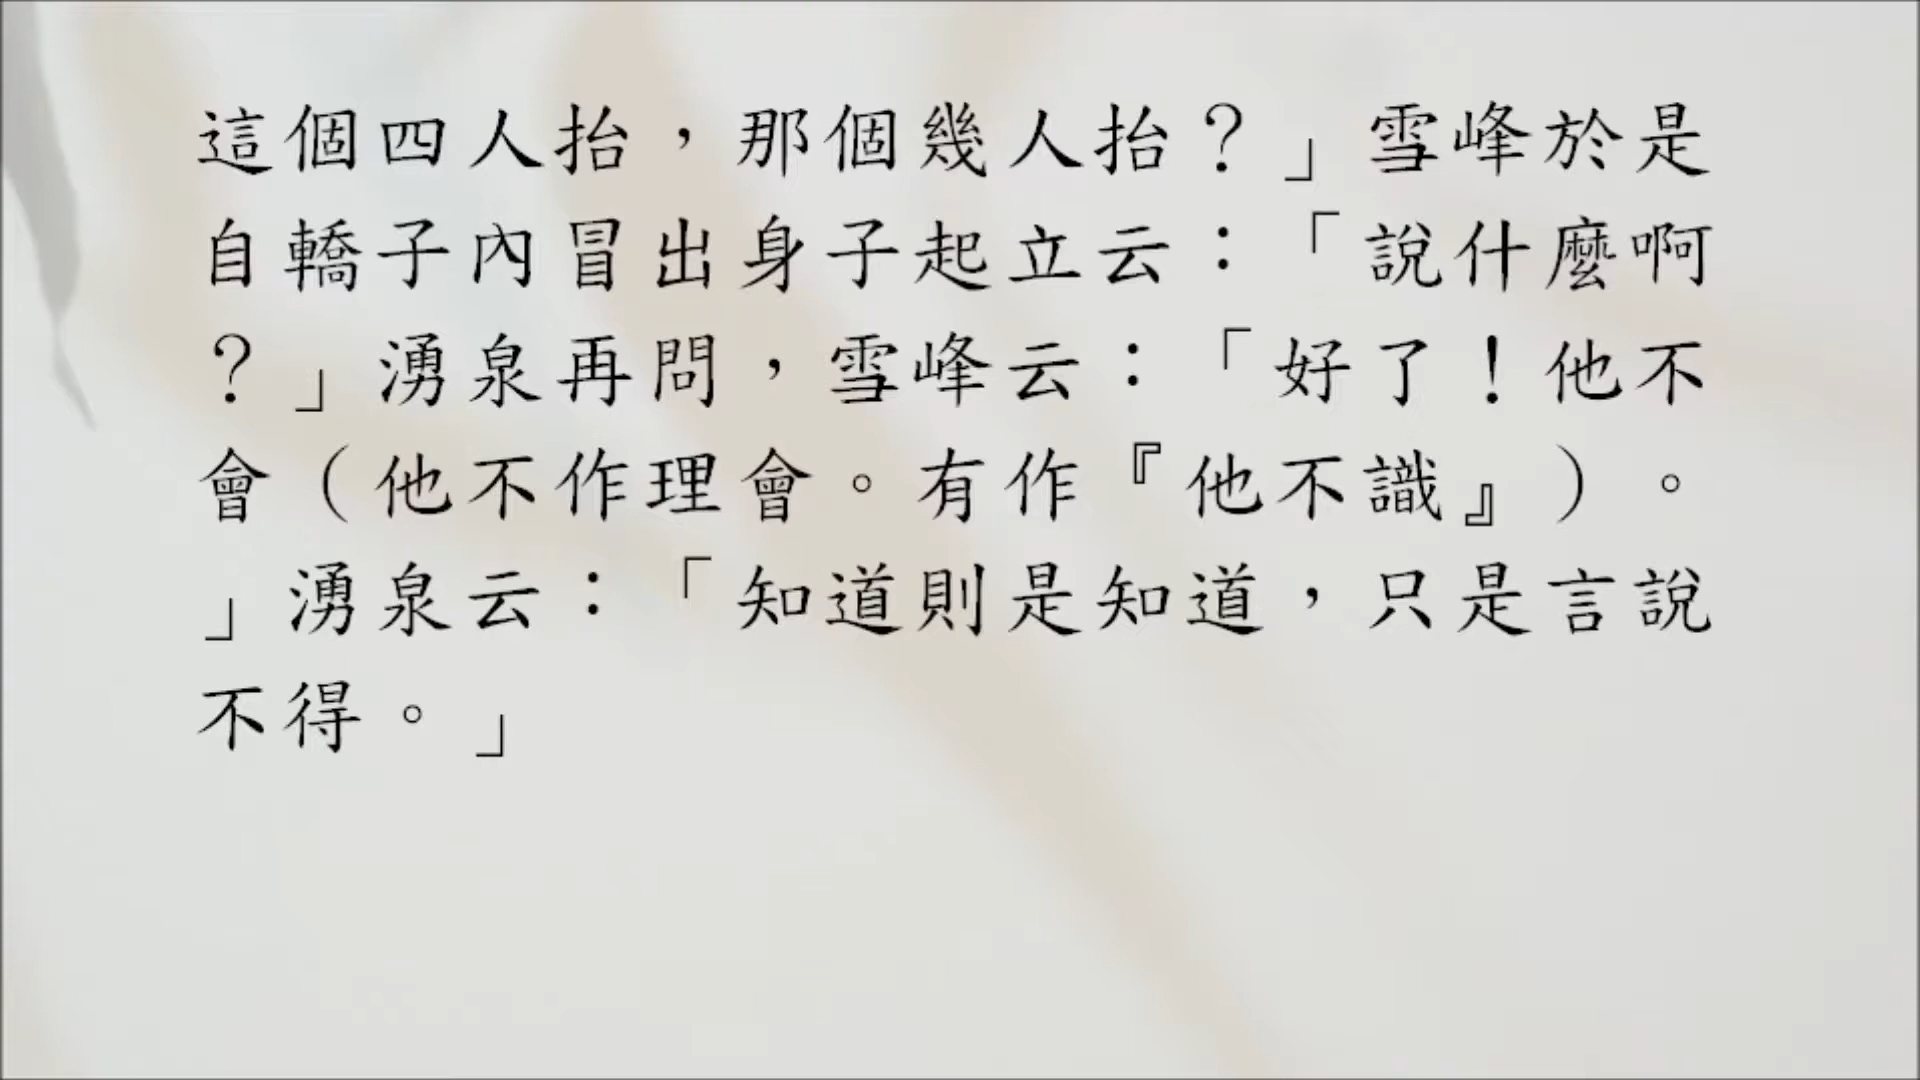 這個四人抬，那個幾人抬？」雪峰於是
自轎子內冒出身子起立云：「說什麼啊
？」湧泉再問，雪峰云：「好了！他不
會（他不作理會。有作『他不識』）。
」湧泉云：「知道則是知道，只是言說
不得。」